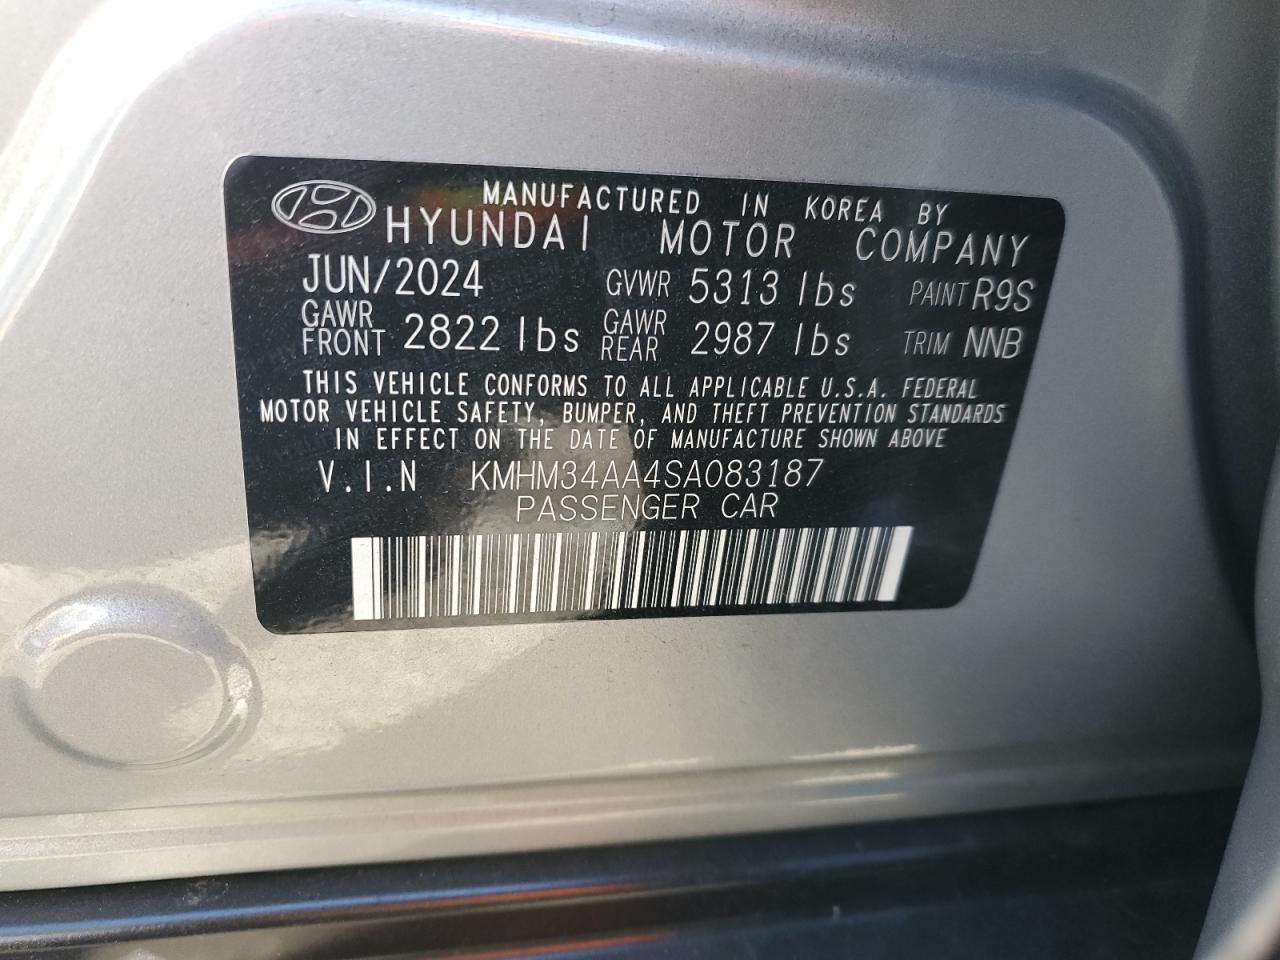 MANUFACTURED IN KOREA BY
HYUNDAI MOTOR COMPANY
JUN/2024 GVWR 5313 lbs PAINT R9S
GAWR FRONT 2822 lbs GAWR REAR 2987 lbs TRIM NNB
THIS VEHICLE CONFORMS TO ALL APPLICABLE U.S.A. FEDERAL
MOTOR VEHICLE SAFETY, BUMPER, AND THEFT PREVENTION STANDARDS
IN EFFECT ON THE DATE OF MANUFACTURE SHOWN ABOVE
V.I.N KMHM34AA4SA083187
PASSENGER CAR